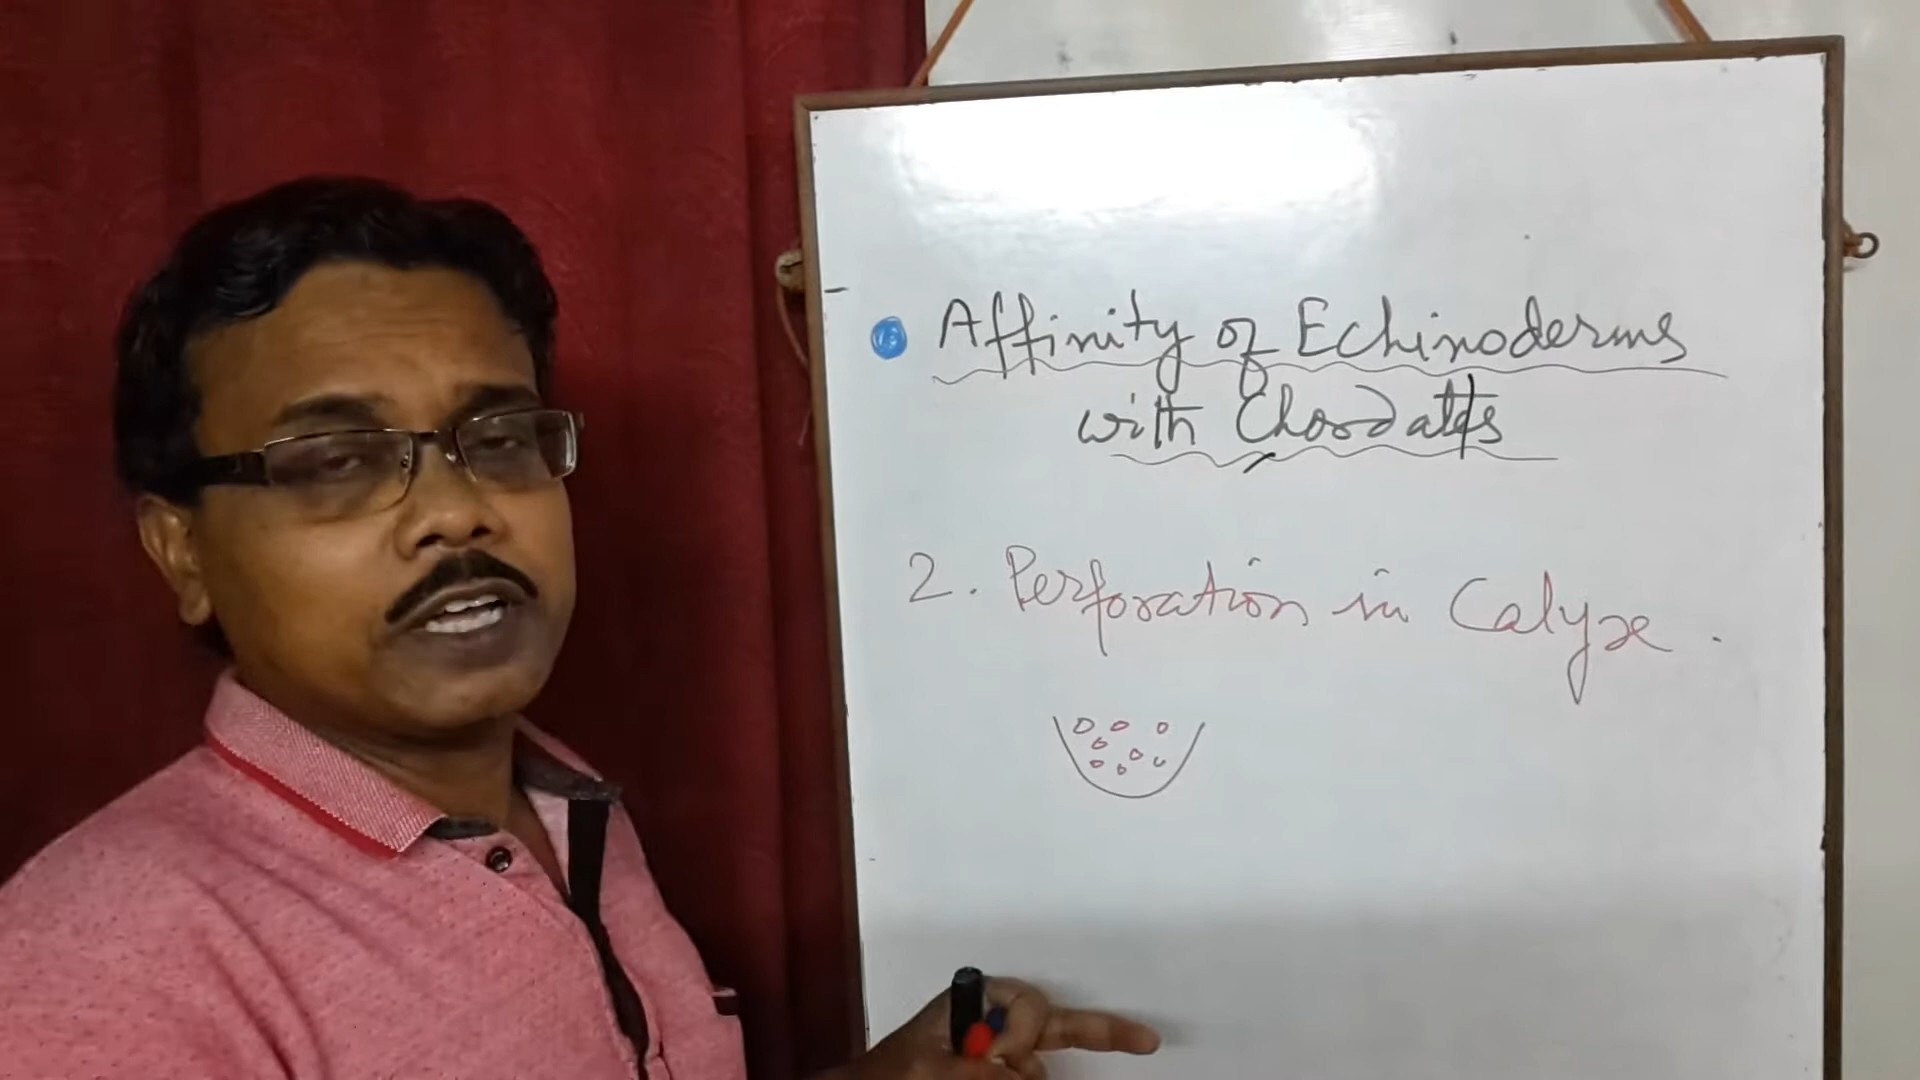 Affinity of Echinoderms
with Chordates
2. Perforation in Calyx.